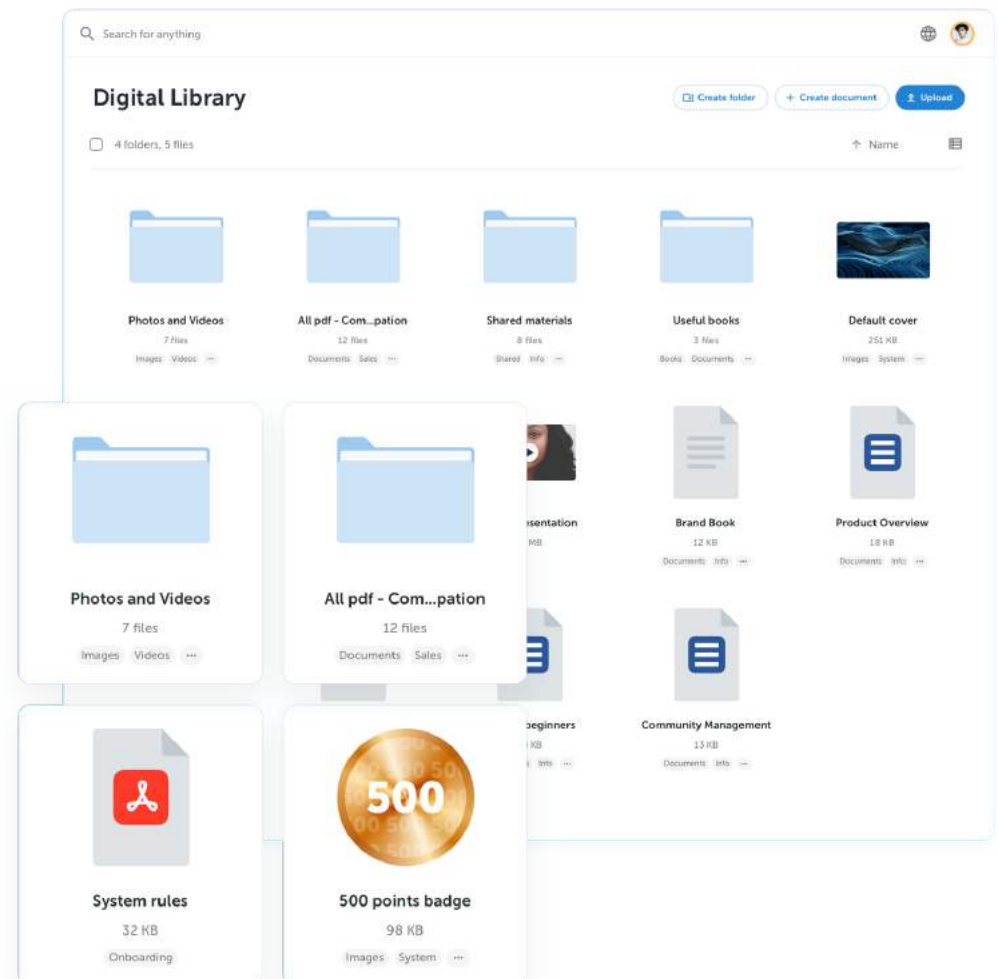 Search for anything
Digital Library
Create folder
+ Create document
Upload
4 folders, 5 files
↑ Name
Photos and Videos
7 files
Images Videos ...
All pdf - Com...pation
12 files
Documents Sales ...
Shared materials
8 files
Shared Info ...
Useful books
3 files
Books Documents ...
Default cover
251 KB
Images System ...
MB
Brand Book
12 KB
Documents Info ...
Product Overview
18 KB
Documents Info ...
beginners
KB
Info ...
Community Management
13 KB
Documents Info ...
Photos and Videos
7 files
Images Videos ...
All pdf - Com...pation
12 files
Documents Sales ...
System rules
32 KB
Onboarding
500
500 points badge
98 KB
Images System ...